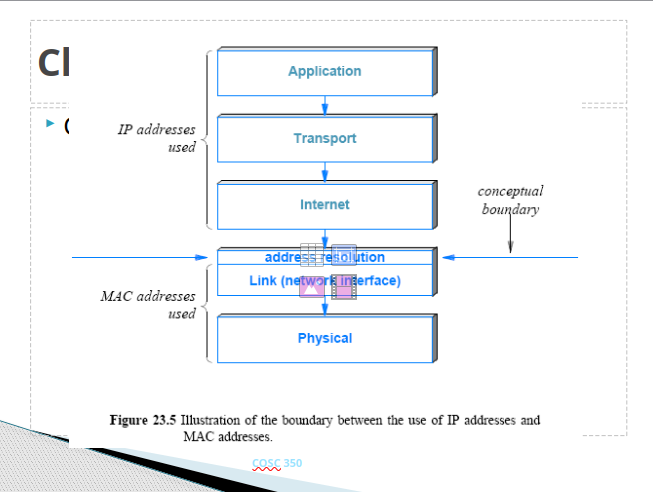 Application
IP addresses
used
Transport
Internet
conceptual
boundary
address resolution
Link (network interface)
MAC addresses
used
Physical
Figure 23.5 Illustration of the boundary between the use of IP addresses and
MAC addresses.
COSC 350